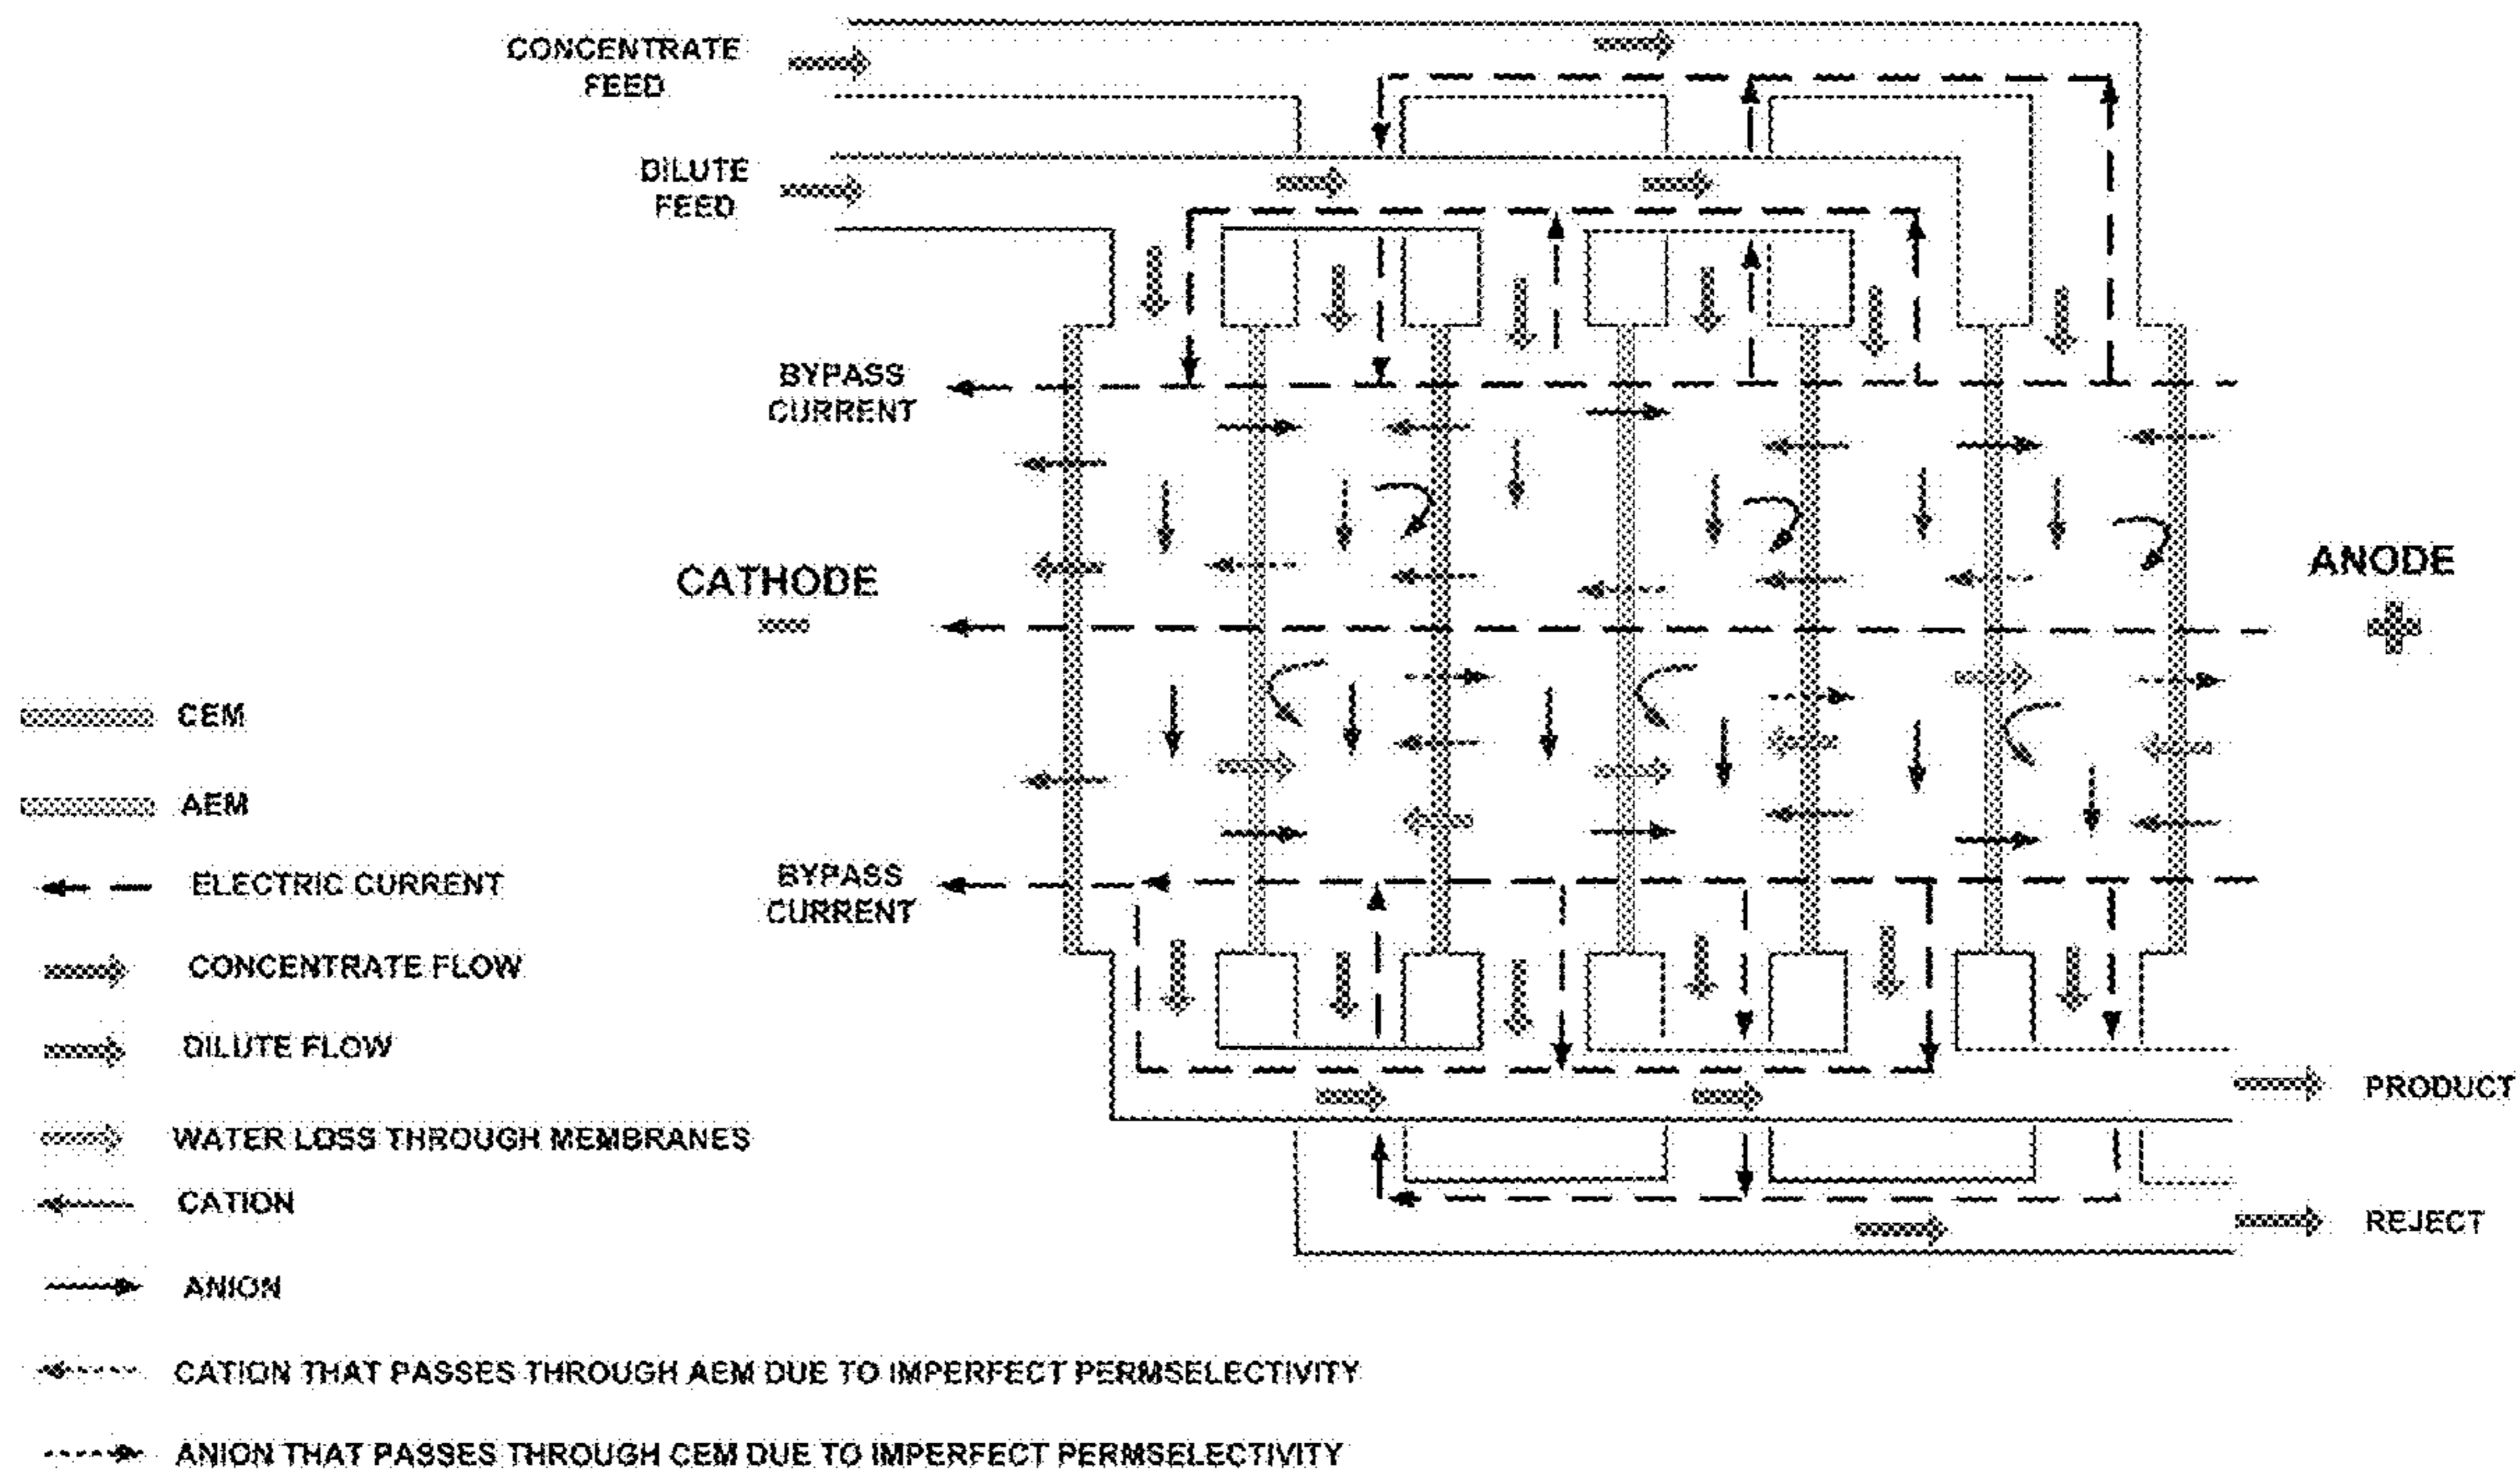 CONCENTRATE
FEED
DILUTE
FEED
BYPASS
CURRENT
CATHODE
ANODE
CEM
AEM
BYPASS
CURRENT
ELECTRIC CURRENT
CONCENTRATE FLOW
DILUTE FLOW
PRODUCT
WATER LOSS THROUGH MEMBRANES
CATION
REJECT
ANION
CATION THAT PASSES THROUGH AEM DUE TO IMPERFECT PERMSELECTIVITY
ANION THAT PASSES THROUGH CEM DUE TO IMPERFECT PERMSELECTIVITY